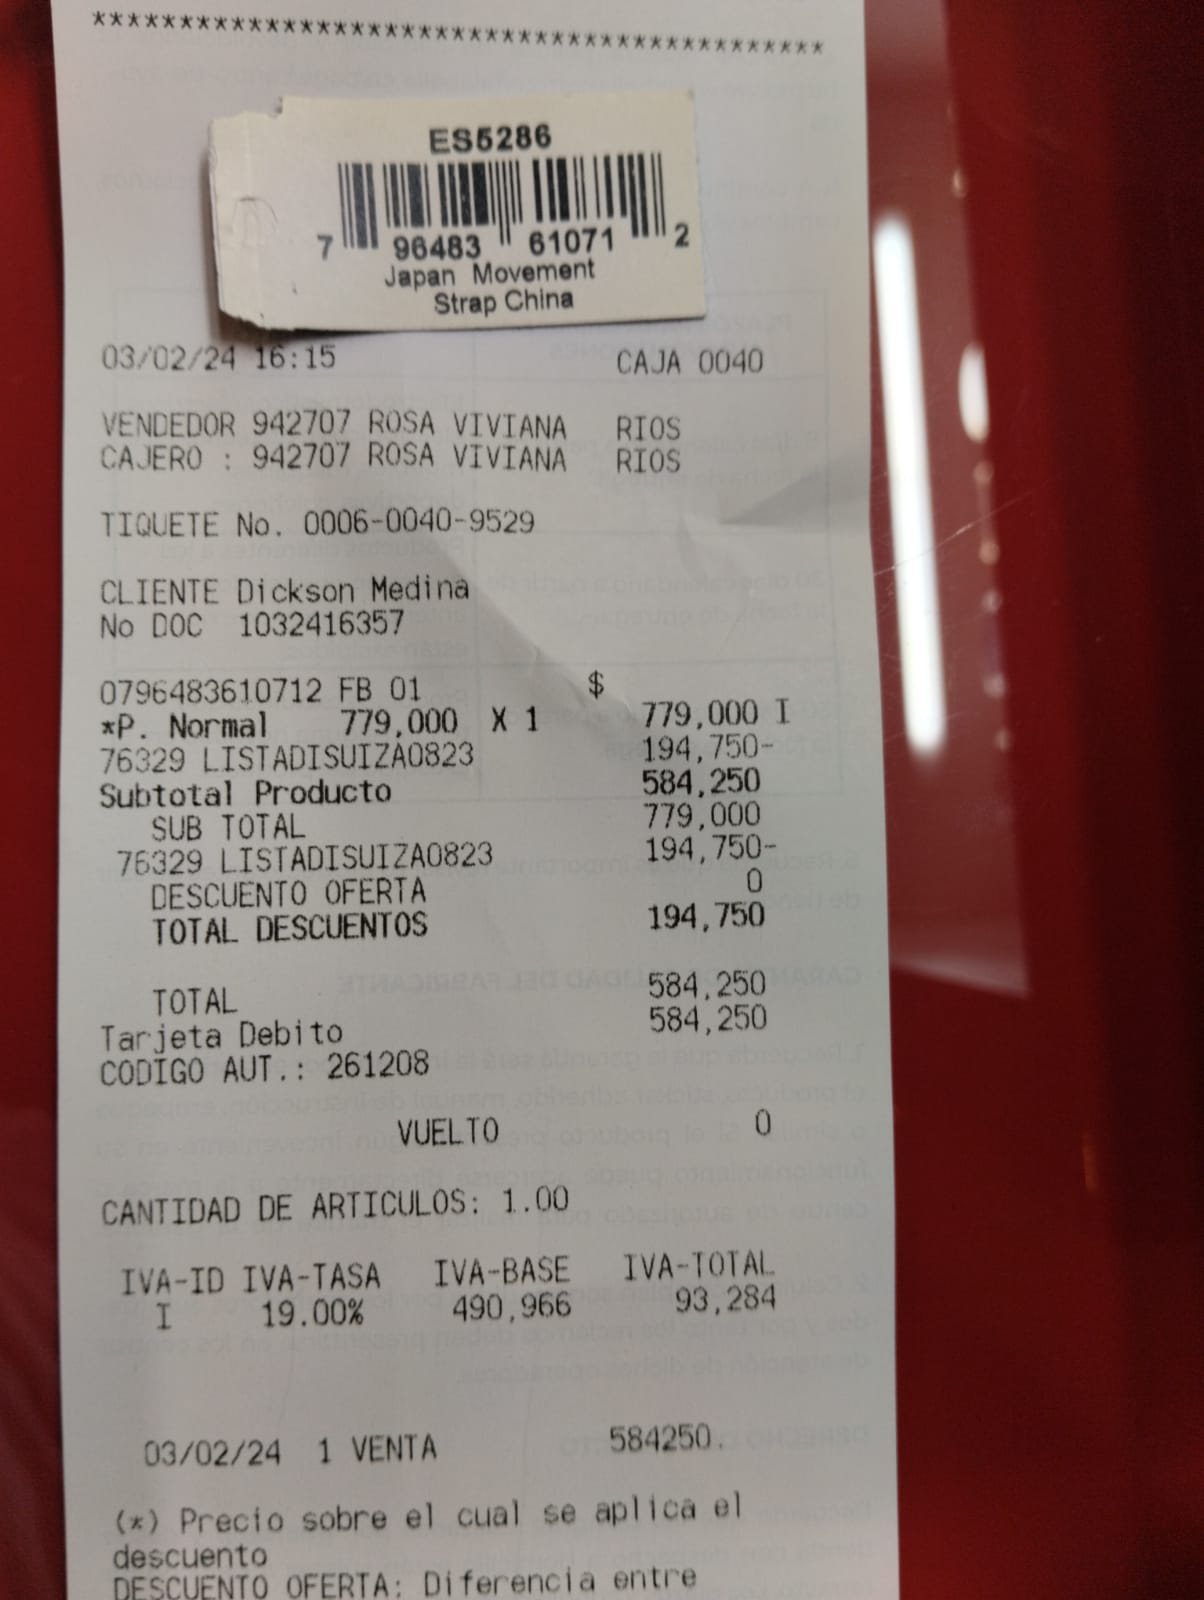 ********************************************
ES5286
7 96483 61071 2
Japan Movement
Strap China
03/02/24 16:15 CAJA 0040
VENDEDOR 942707 ROSA VIVIANA RIOS
CAJERO : 942707 ROSA VIVIANA RIOS
TIQUETE No. 0006-0040-9529
CLIENTE Dickson Medina
No DOC 1032416357
0796483610712 FB 01 $
*P. Normal 779,000 X 1 779,000 I
76329 LISTADISUIZA0823 194,750-
Subtotal Producto 584,250
SUB TOTAL 779,000
76329 LISTADISUIZA0823 194,750-
DESCUENTO OFERTA 0
TOTAL DESCUENTOS 194,750
TOTAL 584,250
Tarjeta Debito 584,250
CODIGO AUT.: 261208
VUELTO 0
CANTIDAD DE ARTICULOS: 1.00
IVA-ID IVA-TASA IVA-BASE IVA-TOTAL
I 19.00% 490,966 93,284
03/02/24 1 VENTA 584250.
(*) Precio sobre el cual se aplica el
descuento
DESCUENTO OFERTA: Diferencia entre